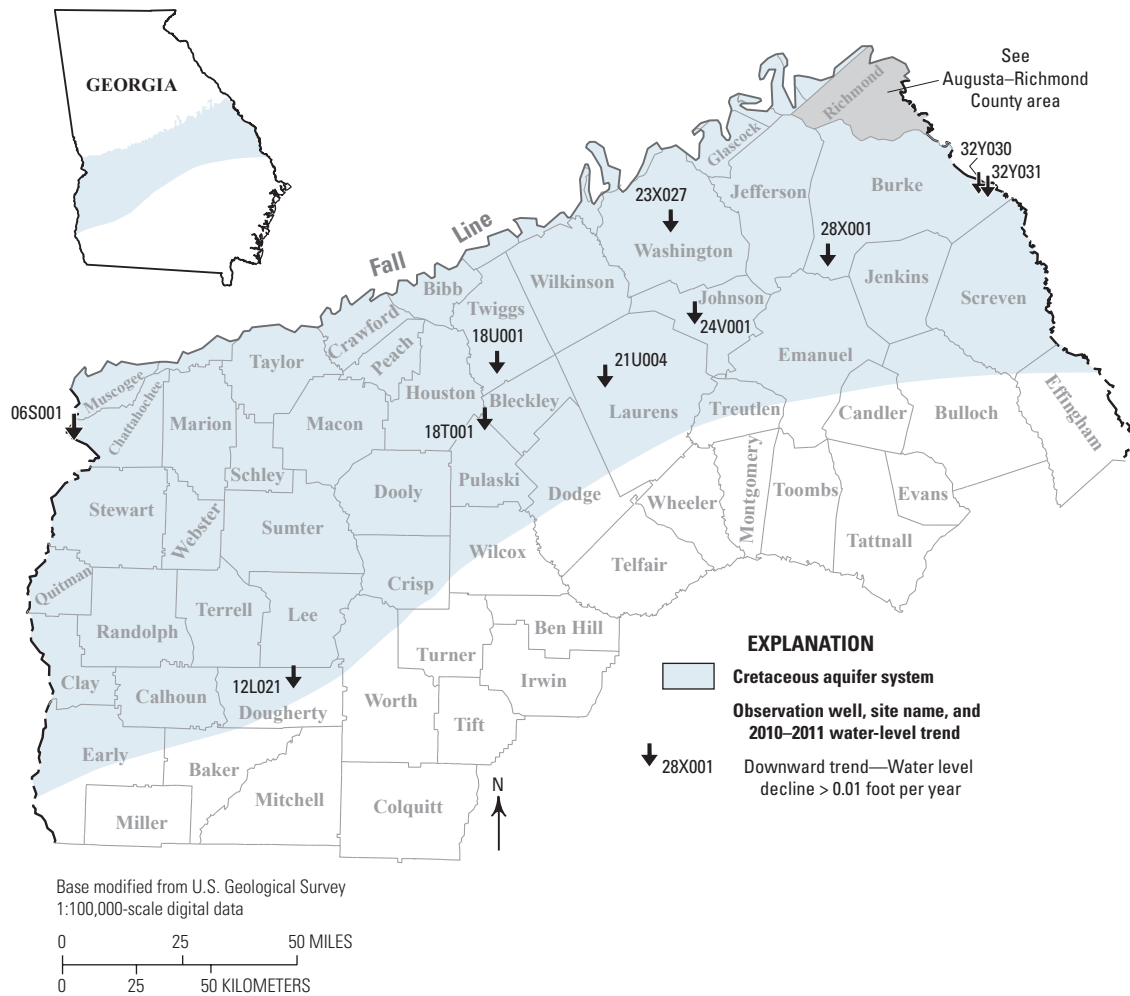 GEORGIA
See
Augusta–Richmond
County area
Richmond
Glascock
32Y030
32Y031
Burke
Jefferson
23X027
28X001
Washington
Fall Line
Wilkinson
Jenkins
Bibb
Johnson
Screven
Twiggs
Crawford
24V001
18U001
Peach
Taylor
21U004
Emanuel
Houston
Muscogee
Bleckley
Laurens
Treutlen
Effingham
06S001
Chattahoochee
Marion
Macon
18T001
Candler
Bulloch
Schley
Pulaski
Dooly
Dodge
Montgomery
Toombs
Evans
Stewart
Webster
Sumter
Wheeler
Wilcox
Tattnall
Telfair
Quitman
Crisp
Terrell
Lee
Randolph
Ben Hill
Turner
Irwin
Clay
Calhoun
12L021
Dougherty
Worth
Tift
Early
Baker
Mitchell
Miller
Colquitt
N
EXPLANATION
Cretaceous aquifer system
Observation well, site name, and
2010–2011 water-level trend
28X001
Downward trend—Water level
decline > 0.01 foot per year
Base modified from U.S. Geological Survey
1:100,000-scale digital data
0 25 50 MILES
0 25 50 KILOMETERS